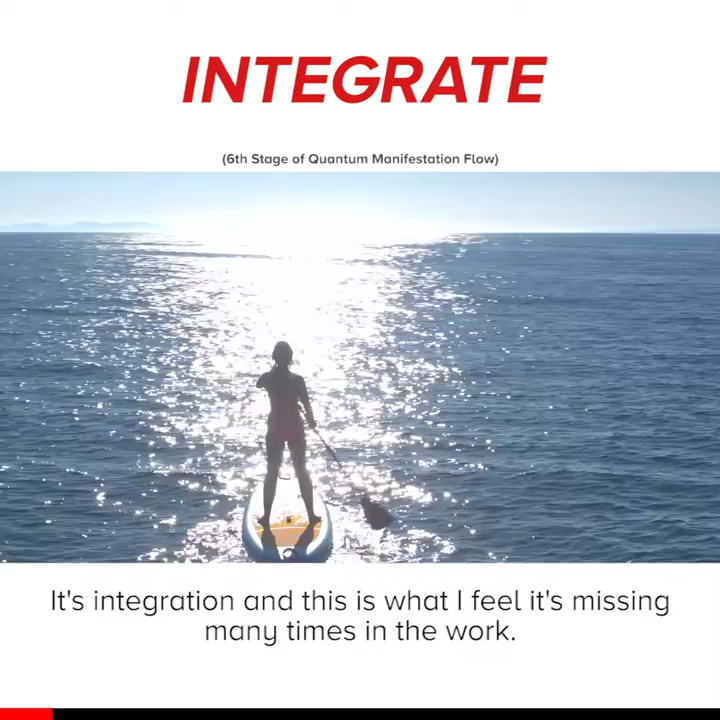 INTEGRATE
(6th Stage of Quantum Manifestation Flow)
It's integration and this is what I feel it's missing
many times in the work.